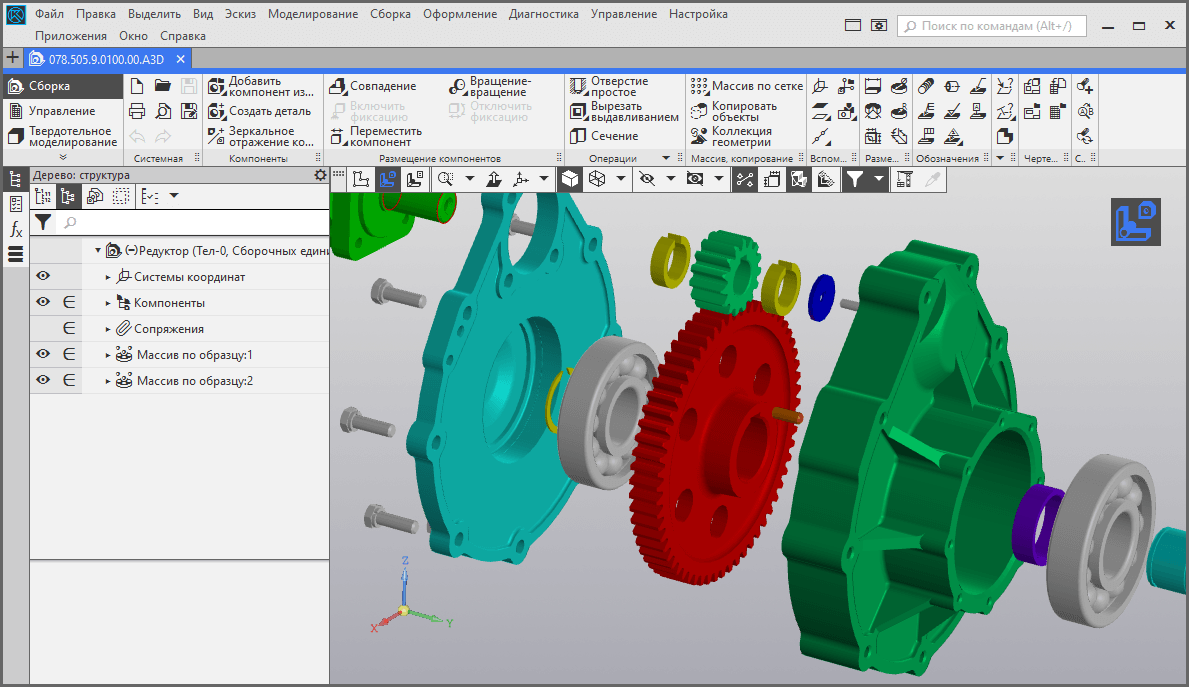 Файл Правка Выделить Вид Эскиз Моделирование Сборка Оформление Диагностика Управление Настройка
Приложения Окно Справка
Поиск по командам (Alt+/)
078.505.9.0100.00.A3D
Сборка
Управление
Твердотельное
моделирование
Системная
Добавить
компонент из...
Создать деталь
Зеркальное
отражение ко...
Компоненты
Совпадение
Включить
фиксацию
Переместить
компонент
Вращение-
вращение
Отключить
фиксацию
Размещение компонентов
Отверстие
простое
Вырезать
выдавливанием
Сечение
Операции
Массив по сетке
Копировать
объекты
Коллекция
геометрии
Массив, копирование
Вспом...
Разме...
Обозначения
Черте...
С...
Дерево: структура
(−)Редуктор (Тел-0, Сборочных едини
Системы координат
Компоненты
Сопряжения
Массив по образцу:1
Массив по образцу:2
Z
X
Y